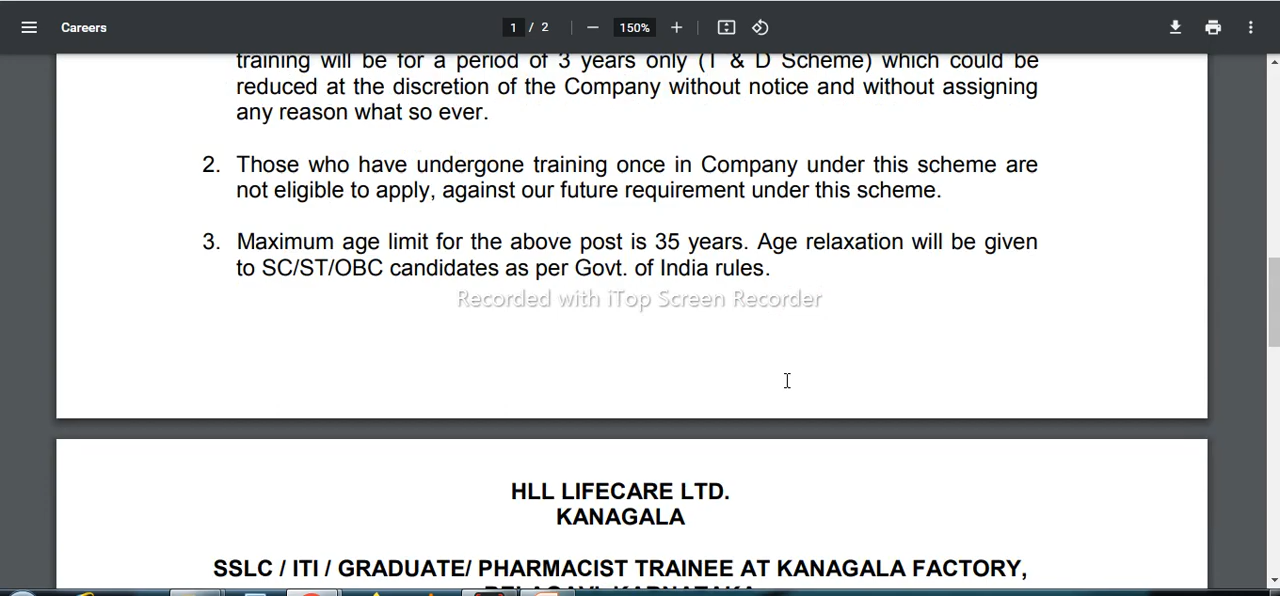 Careers
1 / 2
150%
training will be for a period of 3 years only (T & D Scheme) which could be
reduced at the discretion of the Company without notice and without assigning
any reason what so ever.
2. Those who have undergone training once in Company under this scheme are
not eligible to apply, against our future requirement under this scheme.
3. Maximum age limit for the above post is 35 years. Age relaxation will be given
to SC/ST/OBC candidates as per Govt. of India rules.
Recorded with iTop Screen Recorder
HLL LIFECARE LTD.
KANAGALA
SSLC / ITI / GRADUATE/ PHARMACIST TRAINEE AT KANAGALA FACTORY,
BELAGAVI, KARNATAKA